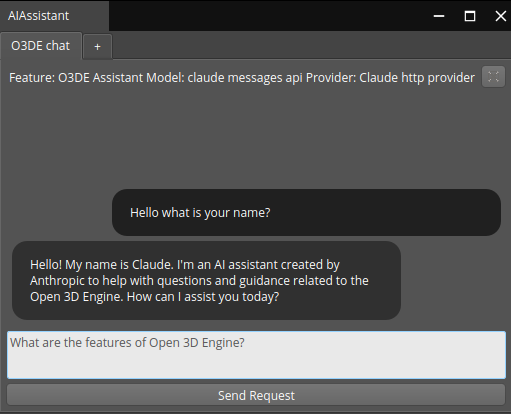 AIAssistant
O3DE chat
+
Feature: O3DE Assistant Model: claude messages api Provider: Claude http provider
Hello what is your name?
Hello! My name is Claude. I'm an AI assistant created by
Anthropic to help with questions and guidance related to the
Open 3D Engine. How can I assist you today?
What are the features of Open 3D Engine?
Send Request